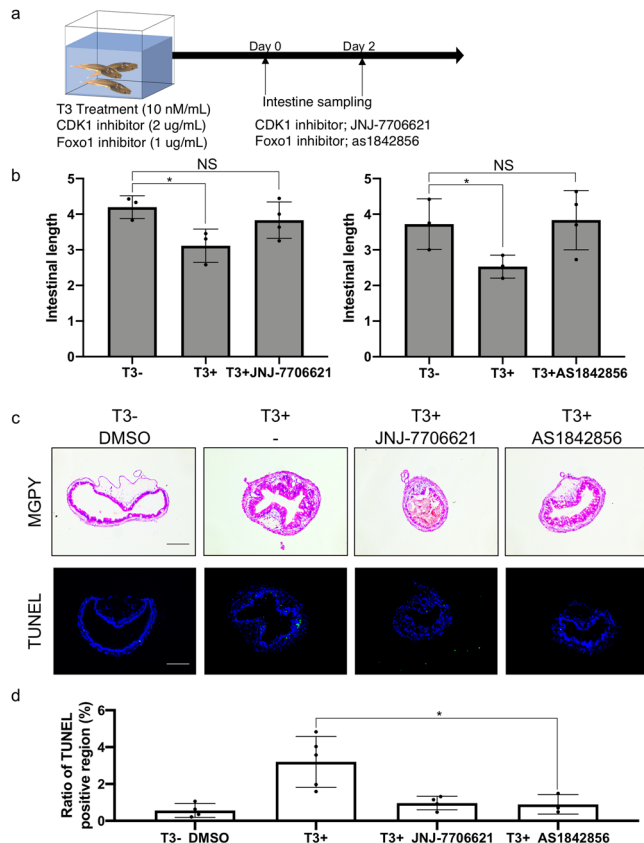 a
Day 0
Day 2
T3 Treatment (10 nM/mL)
CDK1 inhibitor (2 ug/mL)
Foxo1 inhibitor (1 ug/mL)
Intestine sampling
CDK1 inhibitor; JNJ-7706621
Foxo1 inhibitor; as1842856
b
NS
*
Intestinal length
5
4
3
2
1
0
T3-
T3+
T3+JNJ-7706621
NS
*
Intestinal length
5
4
3
2
1
0
T3-
T3+
T3+AS1842856
c
T3-
DMSO
T3+
-
T3+
JNJ-7706621
T3+
AS1842856
MGPY
TUNEL
d
Ratio of TUNEL
positive region (%)
6
4
2
0
*
T3- DMSO
T3+
T3+ JNJ-7706621
T3+ AS1842856